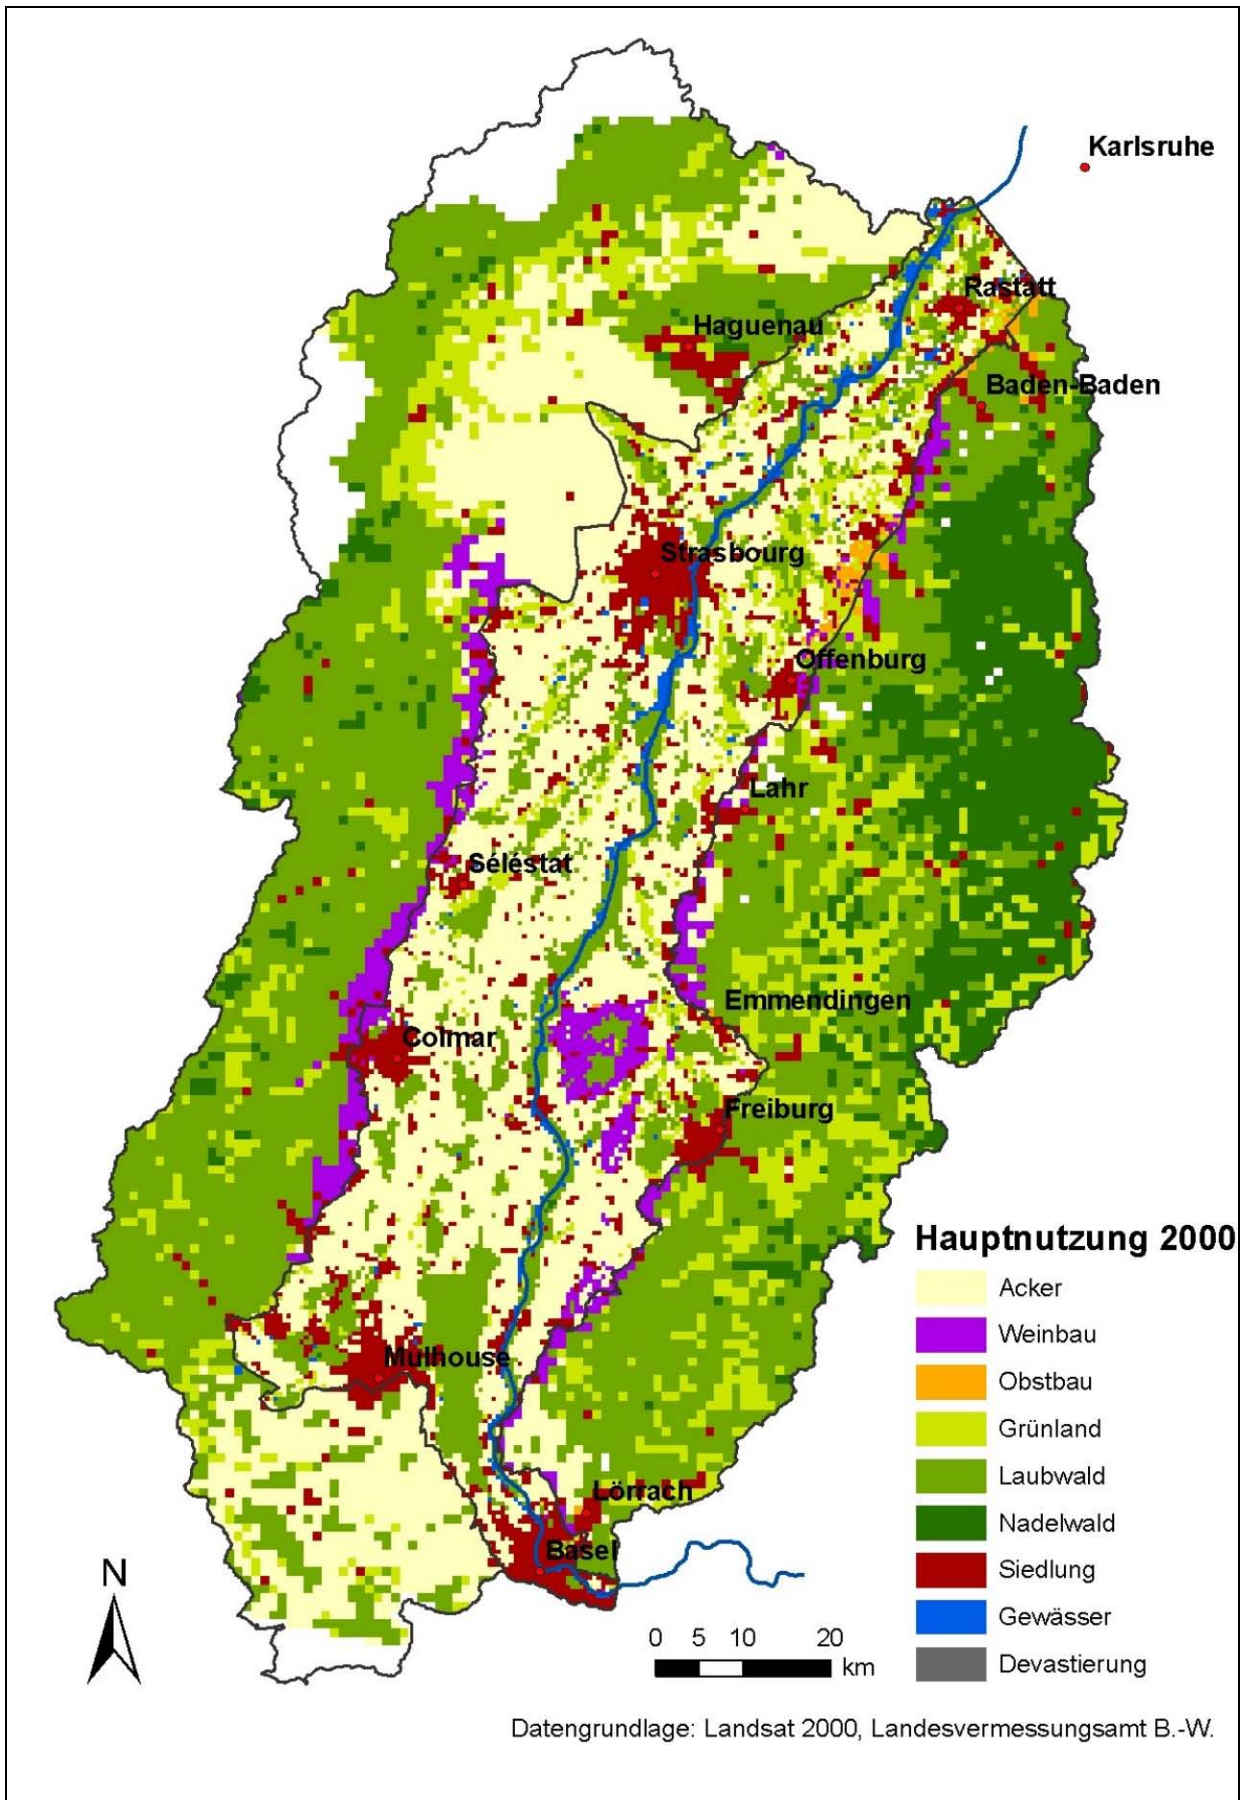 Karlsruhe
Rastatt
Haguenau
Baden-Baden
Strasbourg
Offenburg
Lahr
Séléstat
Emmendingen
Colmar
Freiburg
Hauptnutzung 2000
Acker
Weinbau
Mulhouse
Obstbau
Grünland
Laubwald
Lörrach
Nadelwald
Basel
Siedlung
N
Gewässer
0 5 10 20
km
Devastierung
Datengrundlage: Landsat 2000, Landesvermessungsamt B.-W.